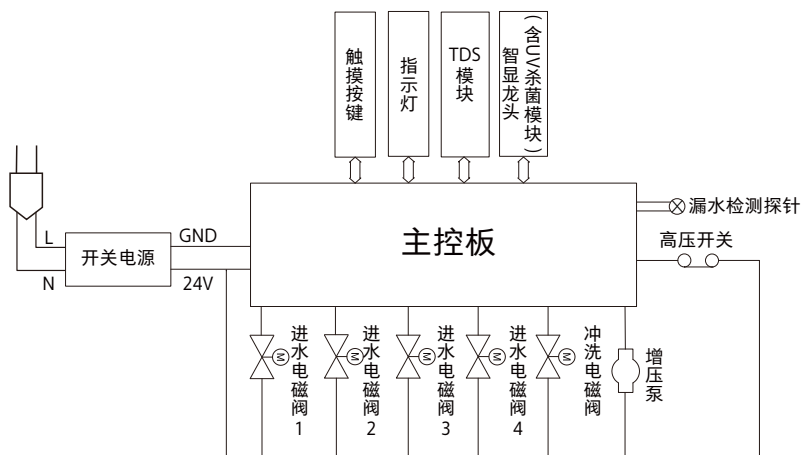 触摸按键
指示灯
TDS
模块
智显龙头
(含UV杀菌模块)
漏水检测探针
L
GND
主控板
高压开关
开关电源
N
24V
进水电磁阀1
进水电磁阀2
进水电磁阀3
进水电磁阀4
冲洗电磁阀
增压泵
M
M
M
M
M